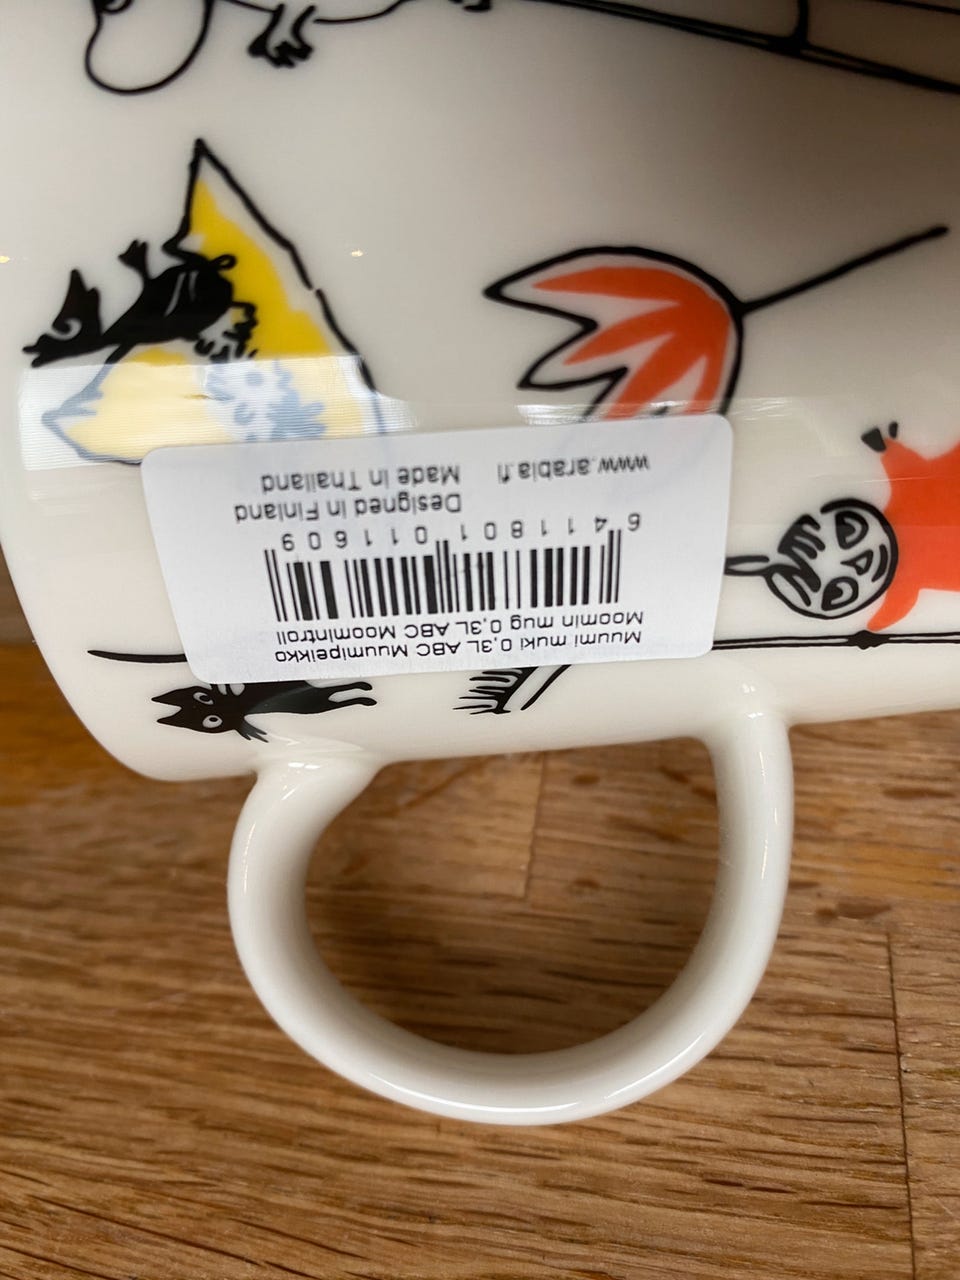 Muumi muki 0,3L ABC Muumipeikko
Moomin mug 0,3L ABC Moomintroll
6 411801 011609
Designed in Finland
www.arabia.fi Made in Thailand